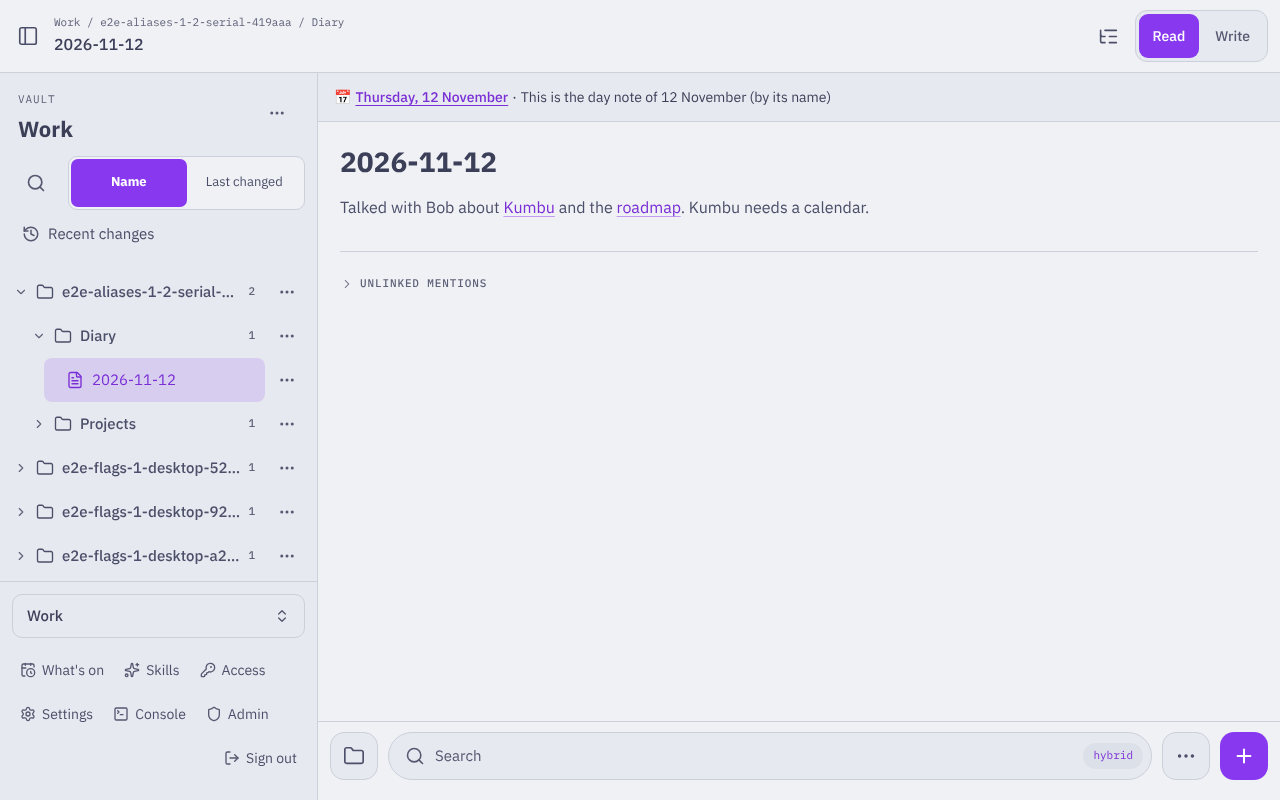 Work / e2e-aliases-1-2-serial-419aaa / Diary
2026-11-12
Read
Write
VAULT
Work
Name
Last changed
Recent changes
e2e-aliases-1-2-serial-... 2
Diary 1
2026-11-12
Projects 1
e2e-flags-1-desktop-52... 1
e2e-flags-1-desktop-92... 1
e2e-flags-1-desktop-a2... 1
Work
What's on
Skills
Access
Settings
Console
Admin
Sign out
Thursday, 12 November · This is the day note of 12 November (by its name)
2026-11-12
Talked with Bob about Kumbu and the roadmap. Kumbu needs a calendar.
UNLINKED MENTIONS
Search
hybrid